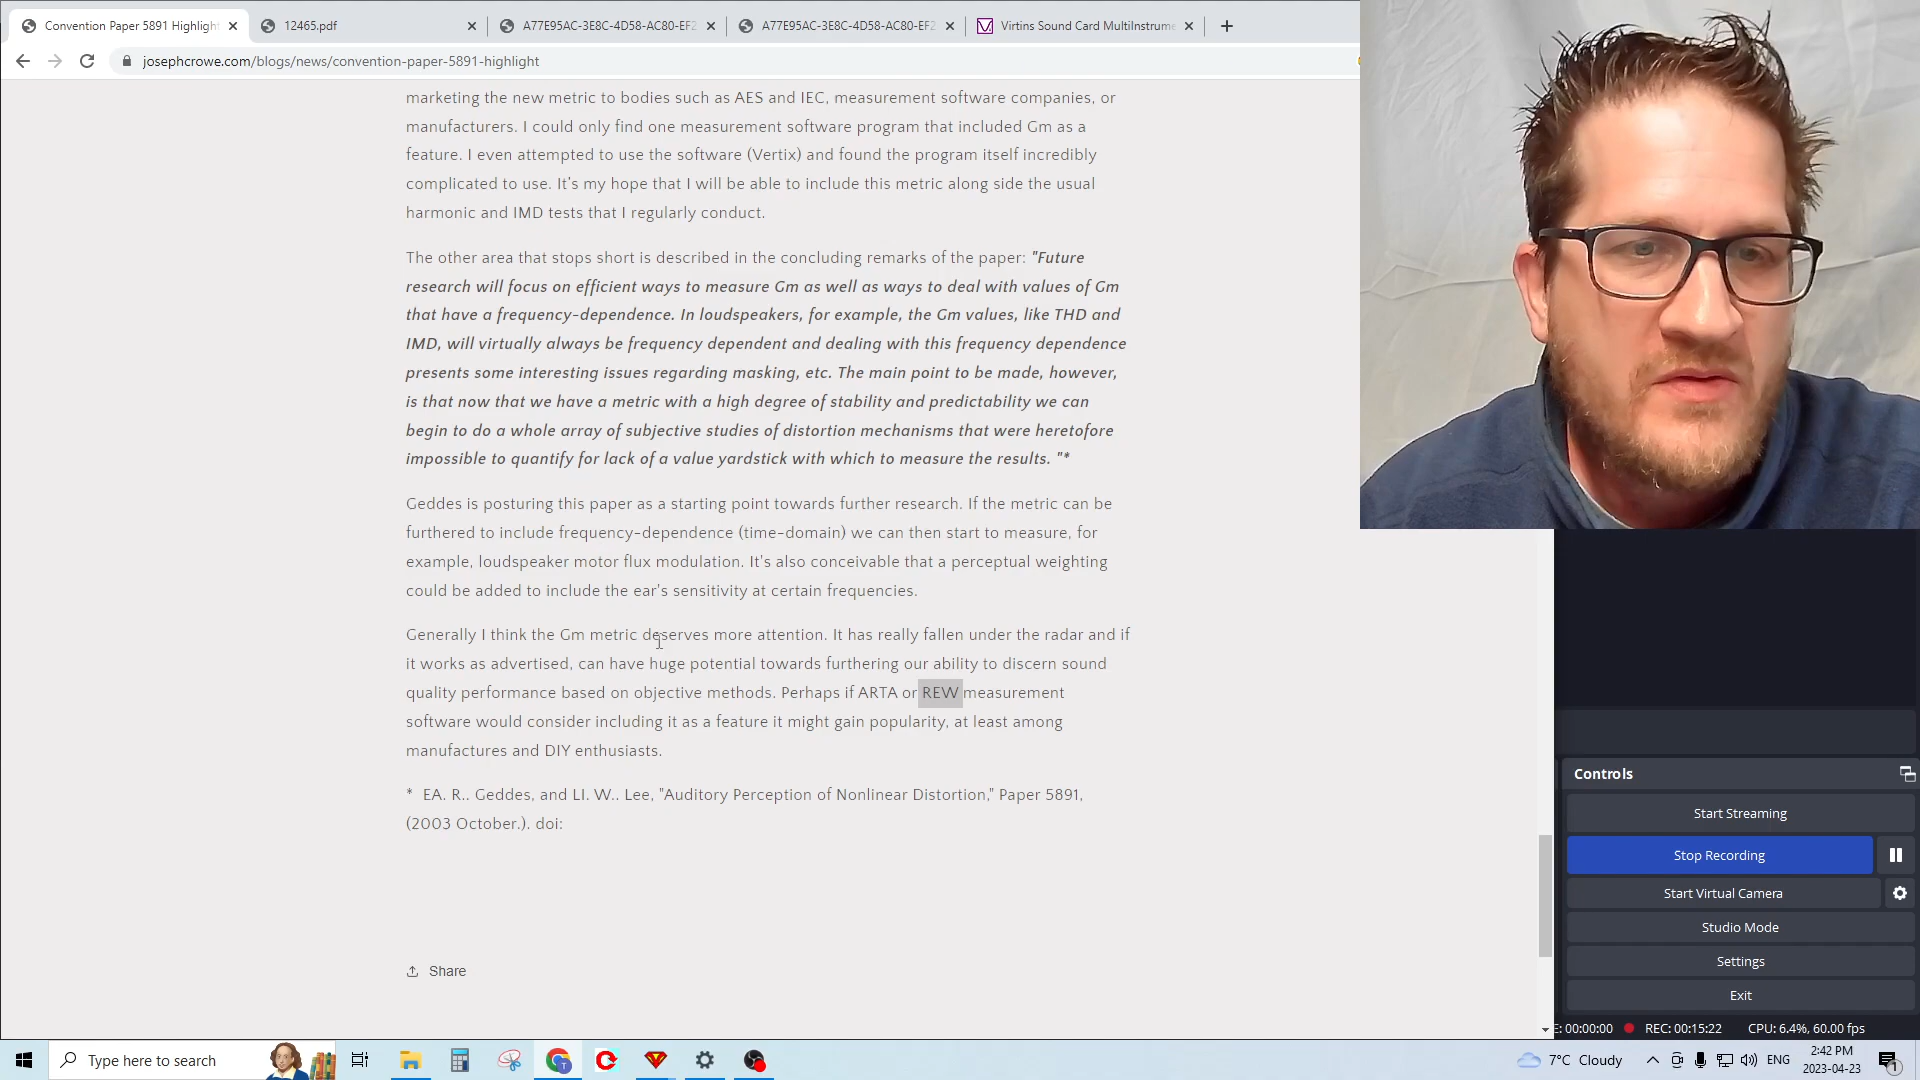 Convention Paper 5891 Highlight
12465.pdf
A77E95AC-3E8C-4D58-AC80-EF2
A77E95AC-3E8C-4D58-AC80-EF2
Virtins Sound Card MultiInstrume
josephcrowe.com/blogs/news/convention-paper-5891-highlight
marketing the new metric to bodies such as AES and IEC, measurement software companies, or
manufacturers. I could only find one measurement software program that included Gm as a
feature. I even attempted to use the software (Vertix) and found the program itself incredibly
complicated to use. It's my hope that I will be able to include this metric along side the usual
harmonic and IMD tests that I regularly conduct.
The other area that stops short is described in the concluding remarks of the paper: "Future
research will focus on efficient ways to measure Gm as well as ways to deal with values of Gm
that have a frequency-dependence. In loudspeakers, for example, the Gm values, like THD and
IMD, will virtually always be frequency dependent and dealing with this frequency dependence
presents some interesting issues regarding masking, etc. The main point to be made, however,
is that now that we have a metric with a high degree of stability and predictability we can
begin to do a whole array of subjective studies of distortion mechanisms that were heretofore
impossible to quantify for lack of a value yardstick with which to measure the results. "*
Geddes is posturing this paper as a starting point towards further research. If the metric can be
furthered to include frequency-dependence (time-domain) we can then start to measure, for
example, loudspeaker motor flux modulation. It's also conceivable that a perceptual weighting
could be added to include the ear's sensitivity at certain frequencies.
Generally I think the Gm metric deserves more attention. It has really fallen under the radar and if
it works as advertised, can have huge potential towards furthering our ability to discern sound
quality performance based on objective methods. Perhaps if ARTA or REW measurement
software would consider including it as a feature it might gain popularity, at least among
manufactures and DIY enthusiasts.
* EA. R.. Geddes, and LI. W.. Lee, "Auditory Perception of Nonlinear Distortion," Paper 5891,
(2003 October.). doi:
Share
Controls
Start Streaming
Stop Recording
Start Virtual Camera
Studio Mode
Settings
Exit
E: 00:00:00 REC: 00:15:22 CPU: 6.4%, 60.00 fps
Type here to search
7°C Cloudy
ENG
2:42 PM
2023-04-23
1